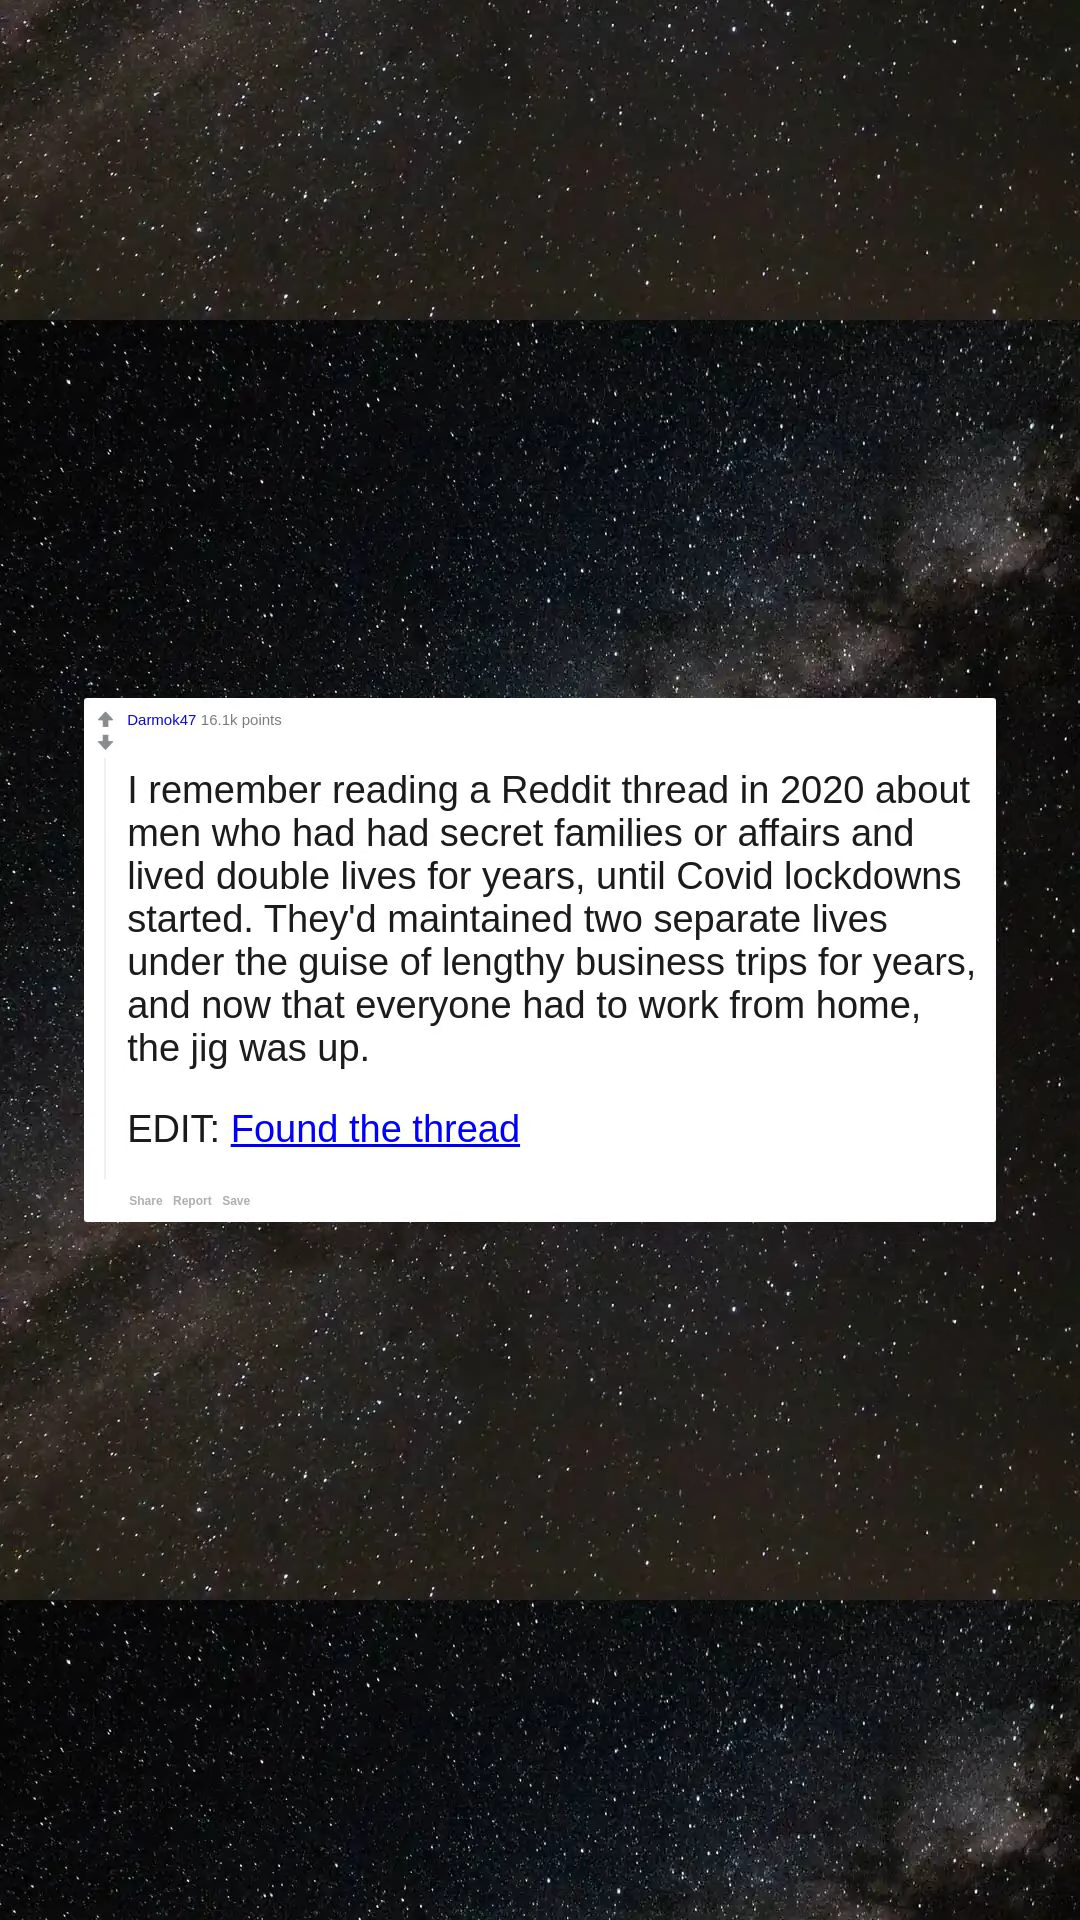 Darmok47 16.1k points
I remember reading a Reddit thread in 2020 about
men who had had secret families or affairs and
lived double lives for years, until Covid lockdowns
started. They'd maintained two separate lives
under the guise of lengthy business trips for years,
and now that everyone had to work from home,
the jig was up.
EDIT: Found the thread
Share Report Save